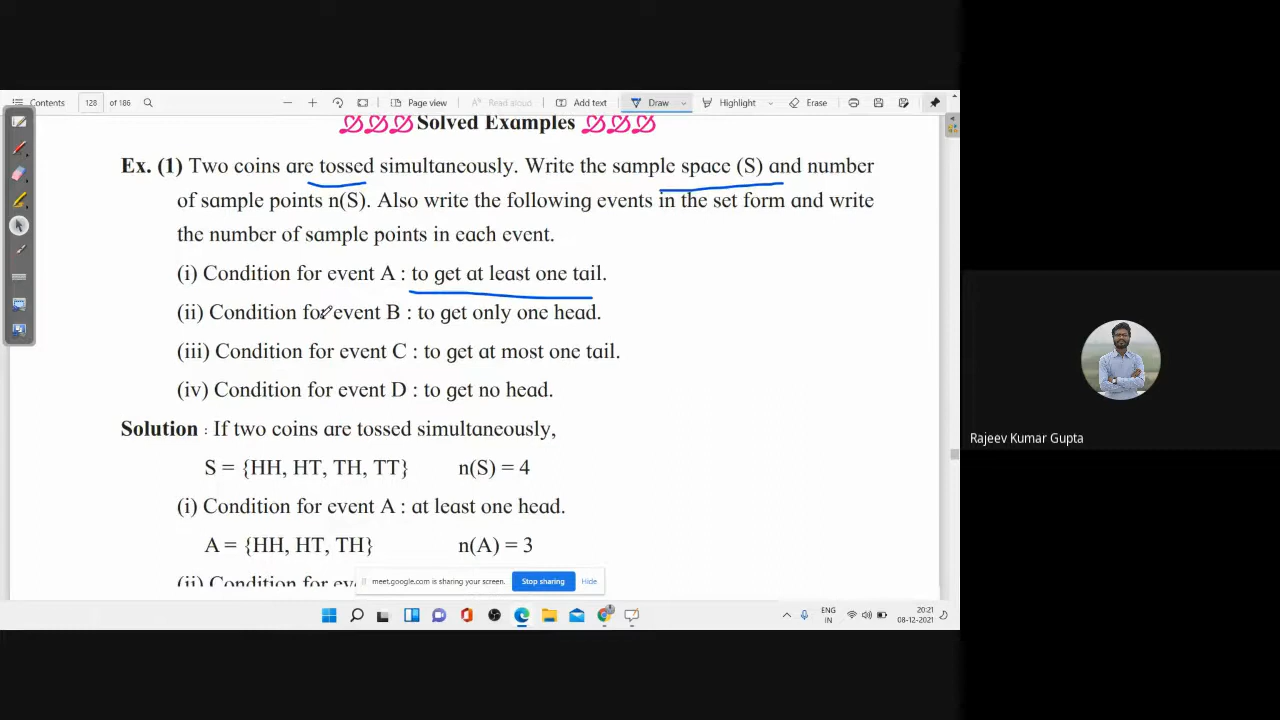 Contents
128 of 186
Page view
Read aloud
Add text
Draw
Highlight
Erase
Solved Examples
Ex. (1) Two coins are tossed simultaneously. Write the sample space (S) and number
of sample points n(S). Also write the following events in the set form and write
the number of sample points in each event.
(i) Condition for event A : to get at least one tail.
(ii) Condition for event B : to get only one head.
(iii) Condition for event C : to get at most one tail.
(iv) Condition for event D : to get no head.
Solution : If two coins are tossed simultaneously,
S = {HH, HT, TH, TT} n(S) = 4
(i) Condition for event A : at least one head.
A = {HH, HT, TH} n(A) = 3
(ii) Condition for eve
meet.google.com is sharing your screen.
Stop sharing
Hide
ENG
IN
20:21
08-12-2021
Rajeev Kumar Gupta